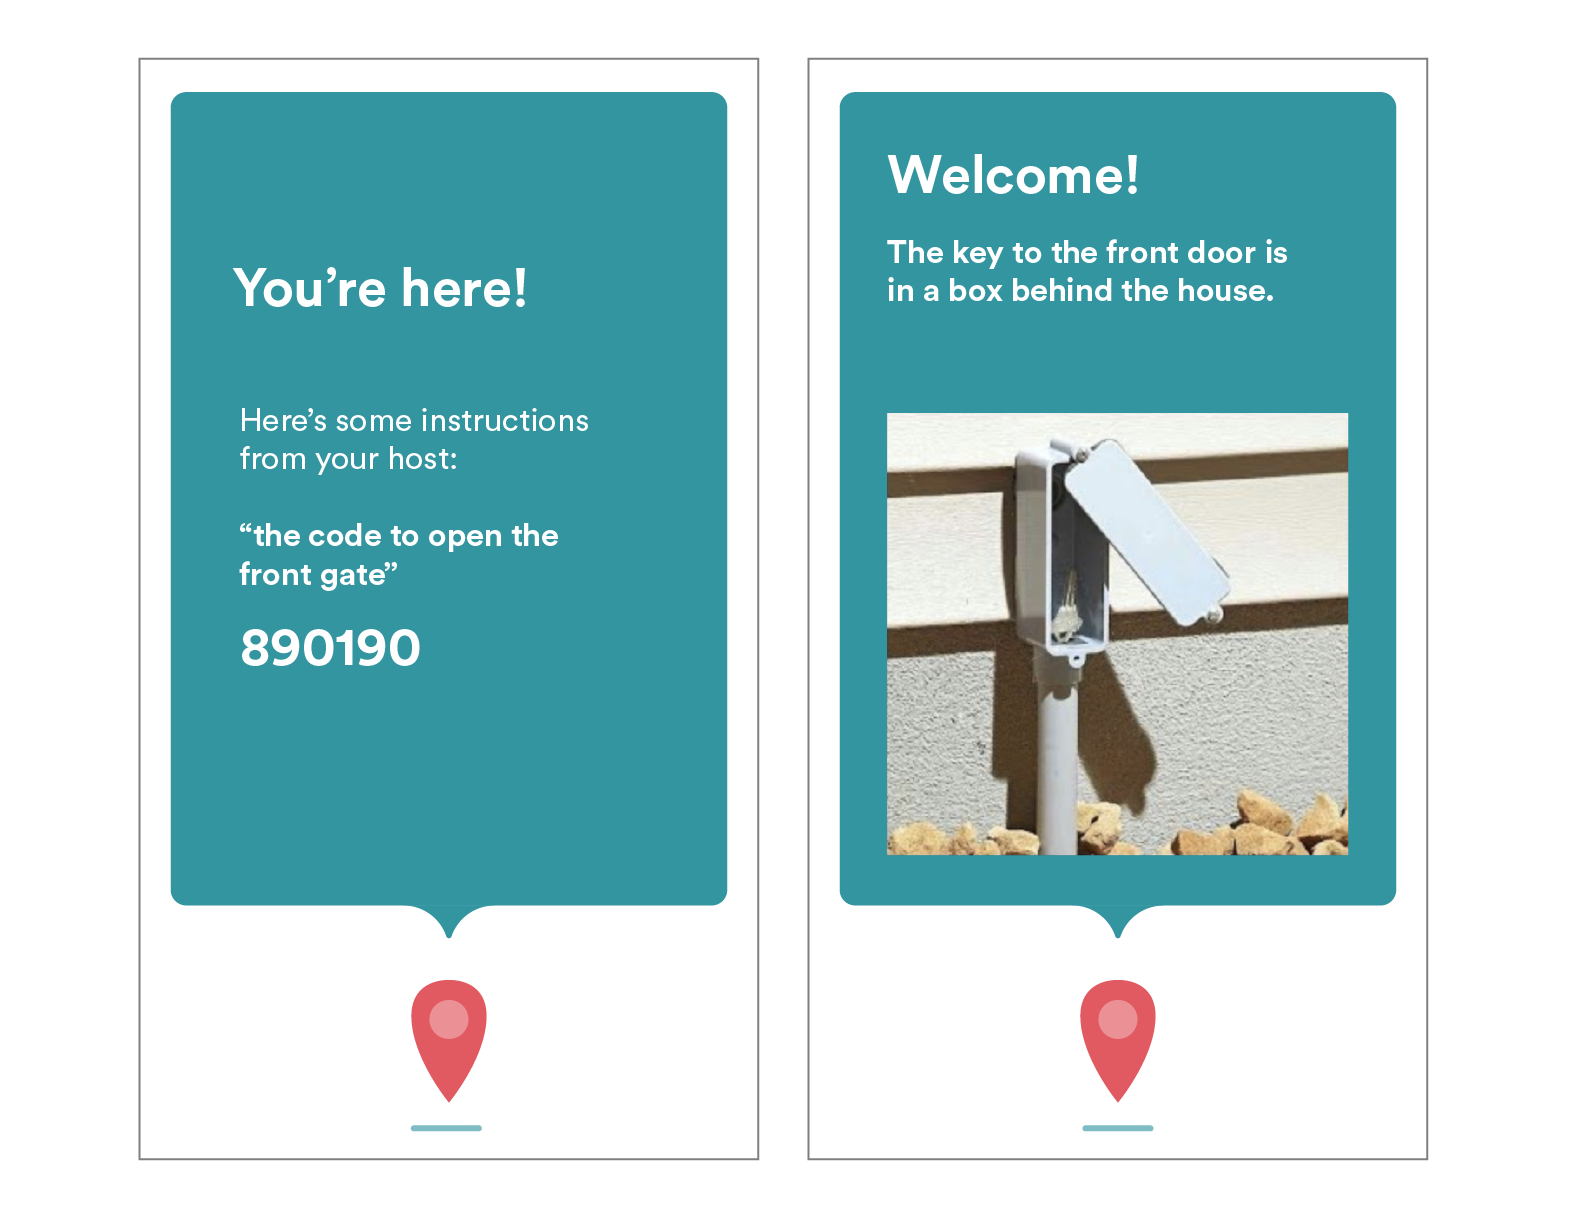 You’re here!
Here’s some instructions
from your host:
“the code to open the
front gate”
890190
Welcome!
The key to the front door is
in a box behind the house.